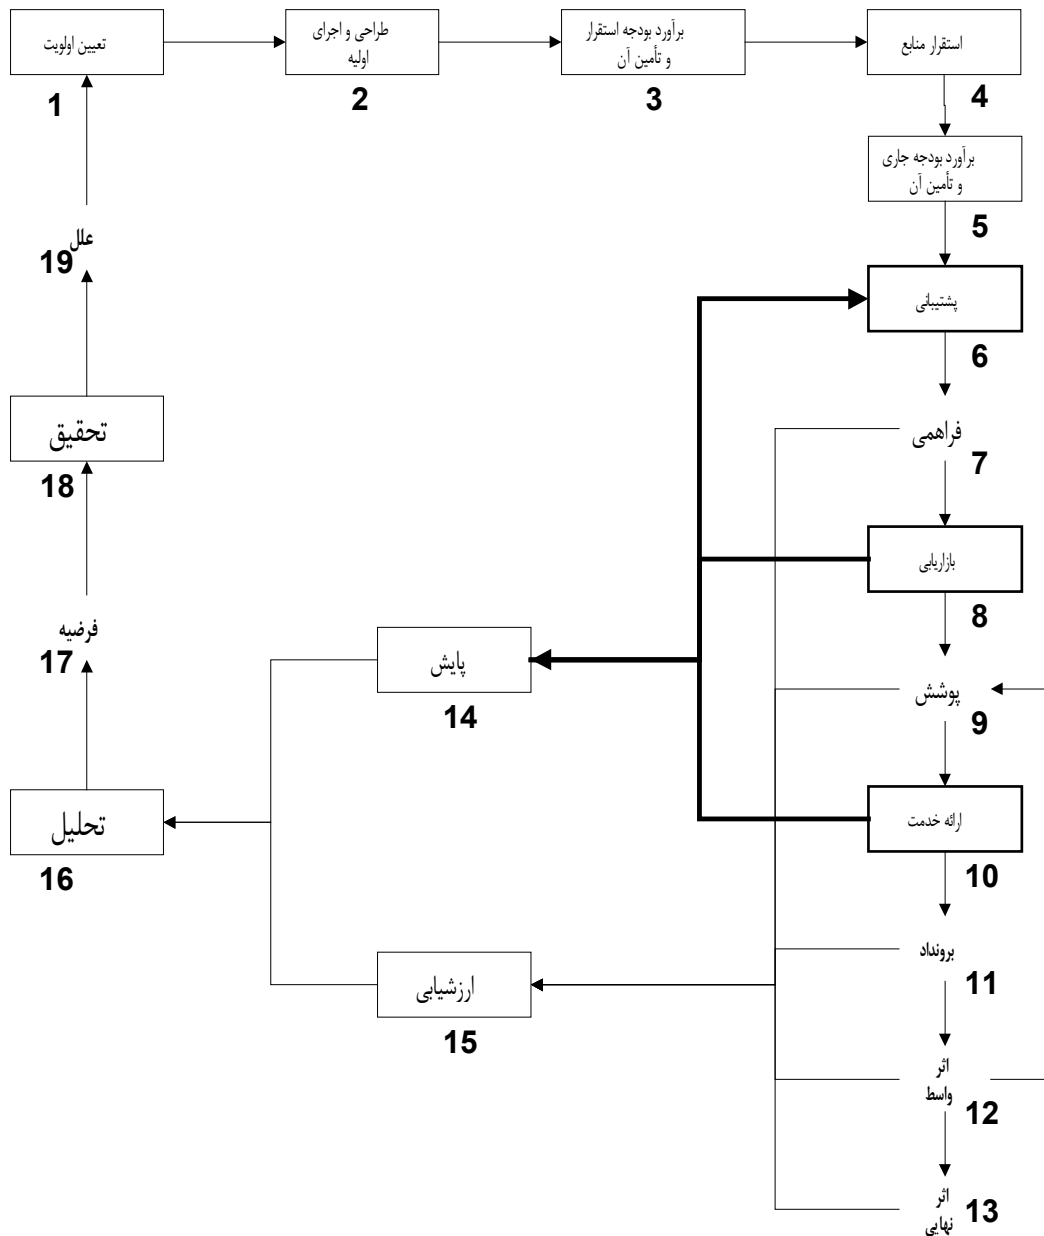 تعیین اولویت
1
طراحی و اجرای
اولیه
2
برآورد بودجه استقرار
و تأمین آن
3
استقرار منابع
4
برآورد بودجه جاری
و تأمین آن
5
پشتیبانی
6
فراهمی
7
بازاریابی
8
پوشش
9
ارائه خدمت
10
برونداد
11
اثر
واسط
12
اثر
نهایی
13
پایش
14
ارزشیابی
15
تحلیل
16
فرضیه
17
تحقیق
18
علل
19